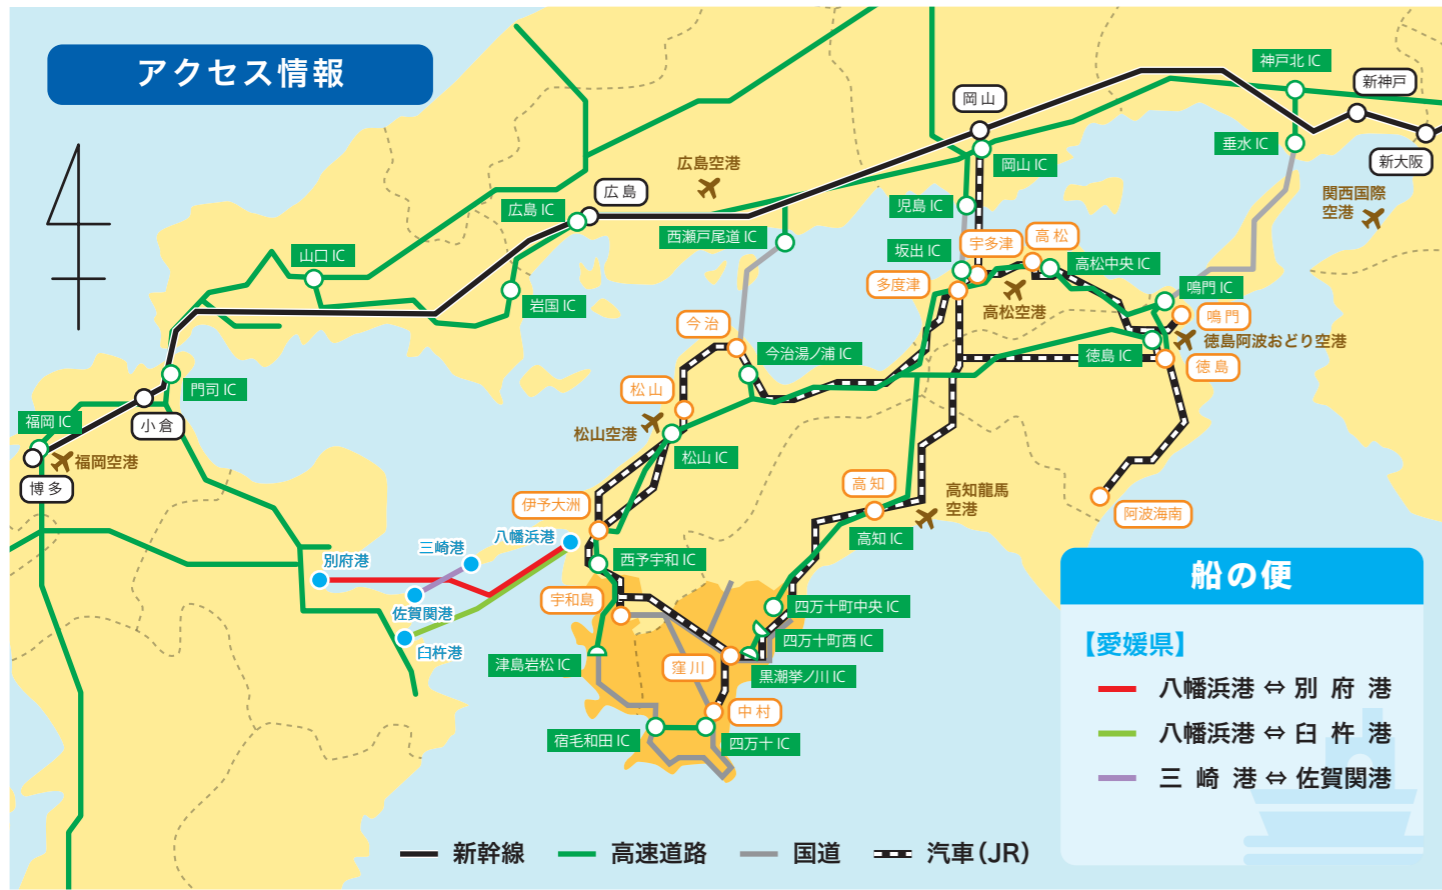 アクセス情報
神戸北 IC
新神戸
岡山
垂水 IC
新大阪
広島空港
岡山 IC
関西国際
空港
広島
広島 IC
児島 IC
西瀬戸尾道 IC
坂出 IC
宇多津
高松
山口 IC
高松中央 IC
多度津
鳴門 IC
岩国 IC
高松空港
鳴門
今治
徳島阿波おどり空港
今治湯ノ浦 IC
徳島 IC
徳島
門司 IC
松山
福岡 IC
小倉
松山空港
松山 IC
福岡空港
博多
高知
高知龍馬
空港
伊予大洲
阿波海南
八幡浜港
高知 IC
三崎港
別府港
西予宇和 IC
佐賀関港
宇和島
四万十町中央 IC
臼杵港
四万十町西 IC
津島岩松 IC
窪川
黒潮拳ノ川 IC
中村
宿毛和田 IC
四万十 IC
船の便
【愛媛県】
八幡浜港 ⇔ 別府港
八幡浜港 ⇔ 臼杵港
三崎港 ⇔ 佐賀関港
新幹線 高速道路 国道 汽車(JR)